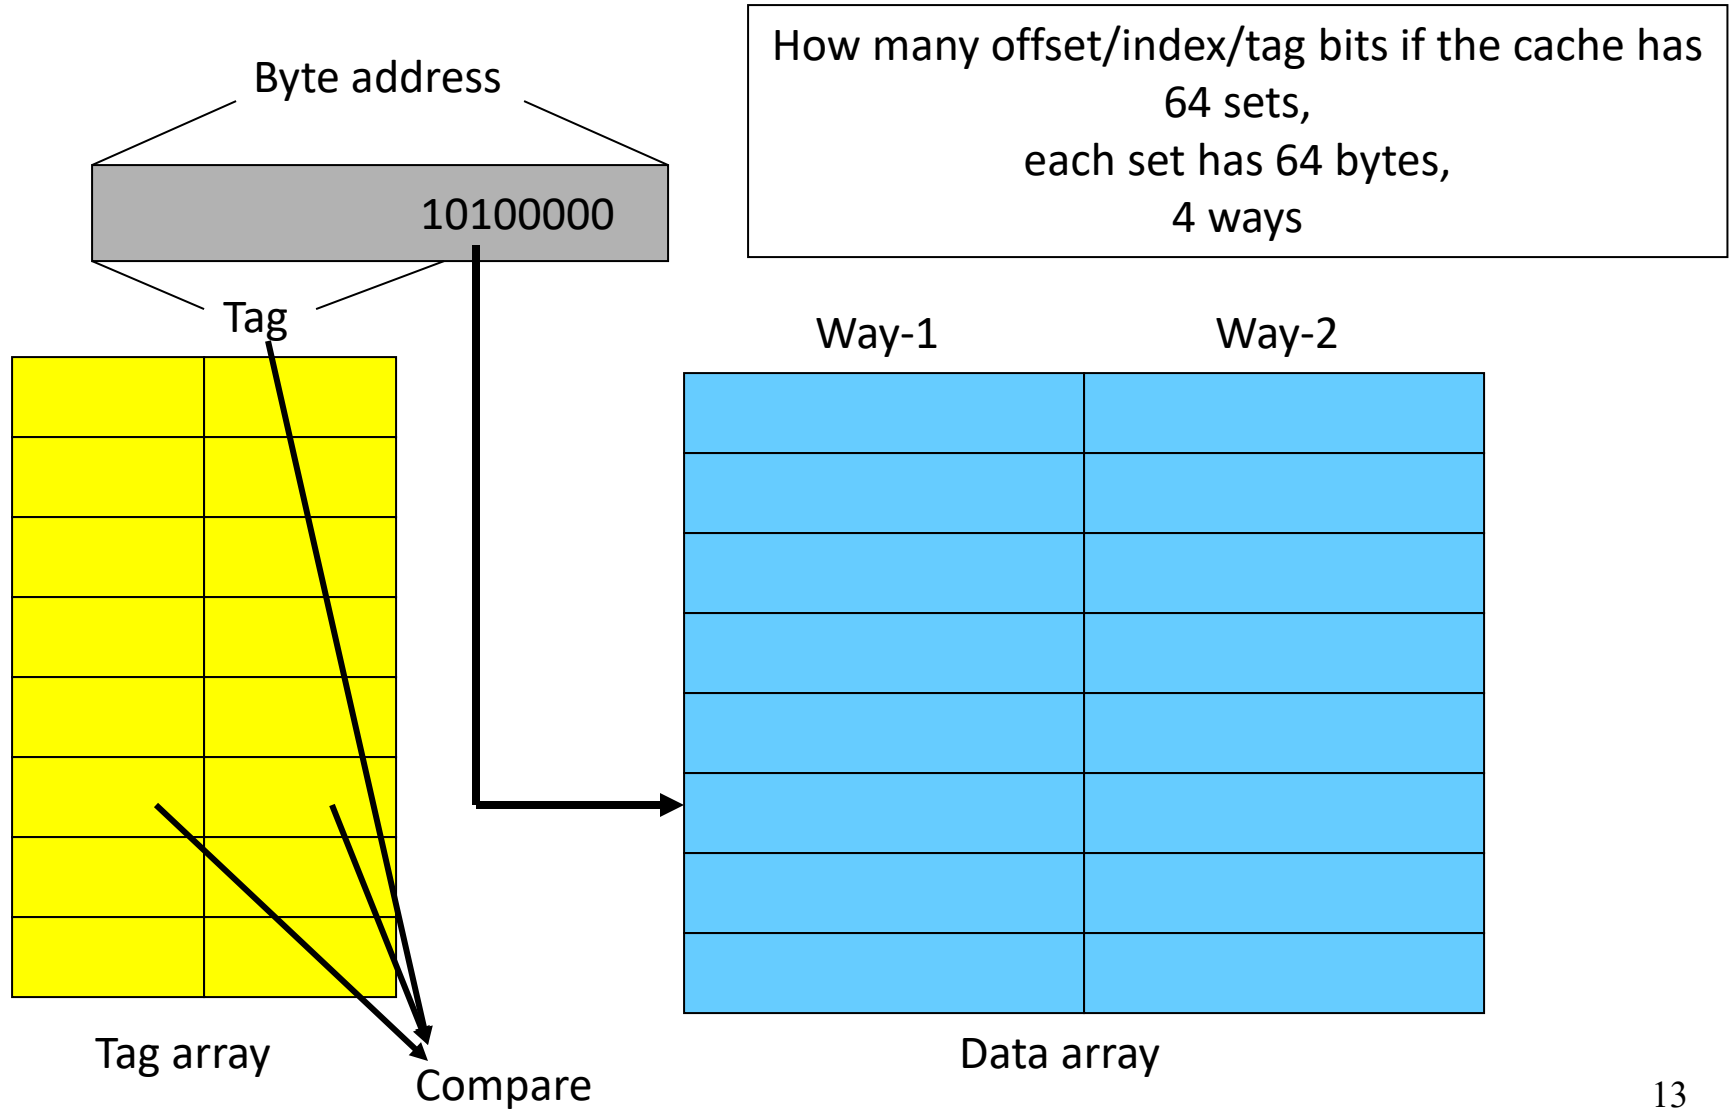 How many offset/index/tag bits if the cache has
64 sets,
each set has 64 bytes,
4 ways
Byte address
10100000
Tag
Way-1
Way-2
Tag array
Data array
Compare
13